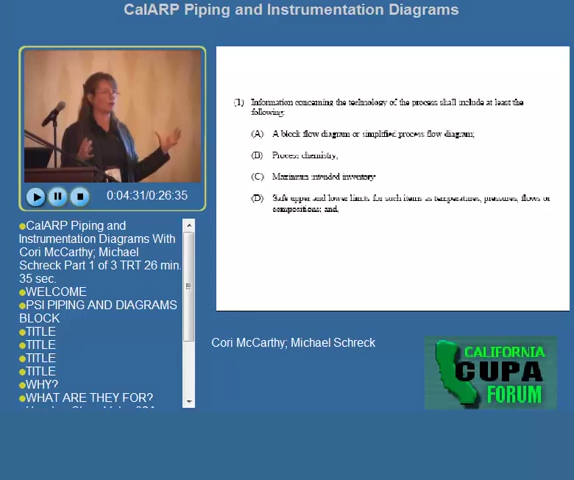 CalARP Piping and Instrumentation Diagrams
(1) Information concerning the technology of the process shall include at least the
following:
(A) A block flow diagram or simplified process flow diagram;
(B) Process chemistry;
(C) Maximum intended inventory
(D) Safe upper and lower limits for such items as temperatures, pressures, flows or
compositions; and,
0:04:31/0:26:35
CalARP Piping and
Instrumentation Diagrams With
Cori McCarthy; Michael
Schreck Part 1 of 3 TRT 26 min.
35 sec.
WELCOME
PSI PIPING AND DIAGRAMS
BLOCK
TITLE
TITLE
TITLE
TITLE
WHY?
WHAT ARE THEY FOR?
Cori McCarthy; Michael Schreck
CALIFORNIA
CUPA
FORUM